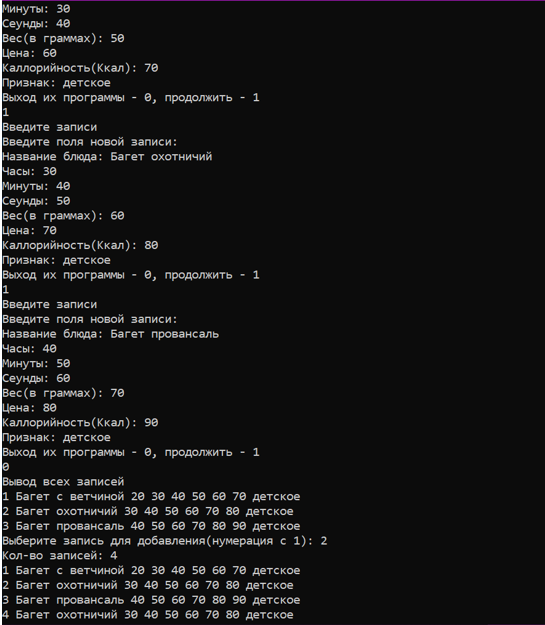 Минуты: 30
Сеунды: 40
Вес(в граммах): 50
Цена: 60
Каллорийность(Ккал): 70
Признак: детское
Выход их программы - 0, продолжить - 1
1
Введите записи
Введите поля новой записи:
Название блюда: Багет охотничий
Часы: 30
Минуты: 40
Сеунды: 50
Вес(в граммах): 60
Цена: 70
Каллорийность(Ккал): 80
Признак: детское
Выход их программы - 0, продолжить - 1
1
Введите записи
Введите поля новой записи:
Название блюда: Багет провансаль
Часы: 40
Минуты: 50
Сеунды: 60
Вес(в граммах): 70
Цена: 80
Каллорийность(Ккал): 90
Признак: детское
Выход их программы - 0, продолжить - 1
0
Вывод всех записей
1 Багет с ветчиной 20 30 40 50 60 70 детское
2 Багет охотничий 30 40 50 60 70 80 детское
3 Багет провансаль 40 50 60 70 80 90 детское
Выберите запись для добавления(нумерация с 1): 2
Кол-во записей: 4
1 Багет с ветчиной 20 30 40 50 60 70 детское
2 Багет охотничий 30 40 50 60 70 80 детское
3 Багет провансаль 40 50 60 70 80 90 детское
4 Багет охотничий 30 40 50 60 70 80 детское